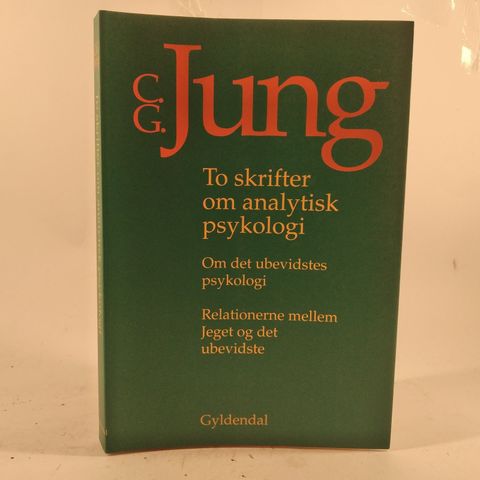 C. G. Jung
To skrifter
om analytisk
psykologi
Om det ubevidstes
psykologi
Relationerne mellem
Jeget og det
ubevidste
Gyldendal